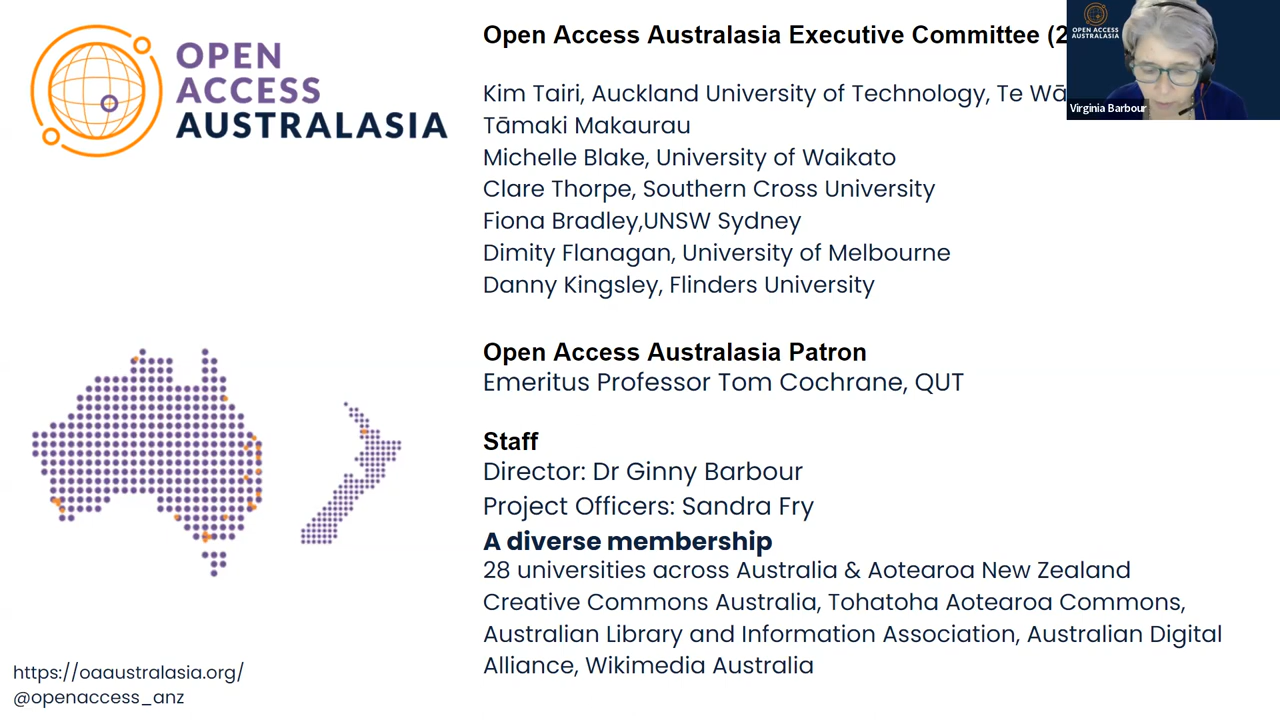 OPEN
ACCESS
AUSTRALASIA
Open Access Australasia Executive Committee (2
Kim Tairi, Auckland University of Technology, Te Wā
Tāmaki Makaurau
Michelle Blake, University of Waikato
Clare Thorpe, Southern Cross University
Fiona Bradley,UNSW Sydney
Dimity Flanagan, University of Melbourne
Danny Kingsley, Flinders University
Open Access Australasia Patron
Emeritus Professor Tom Cochrane, QUT
Staff
Director: Dr Ginny Barbour
Project Officers: Sandra Fry
A diverse membership
28 universities across Australia & Aotearoa New Zealand
Creative Commons Australia, Tohatoha Aotearoa Commons,
Australian Library and Information Association, Australian Digital
Alliance, Wikimedia Australia
https://oaaustralasia.org/
@openaccess_anz
OPEN ACCESS
AUSTRALASIA
Virginia Barbour